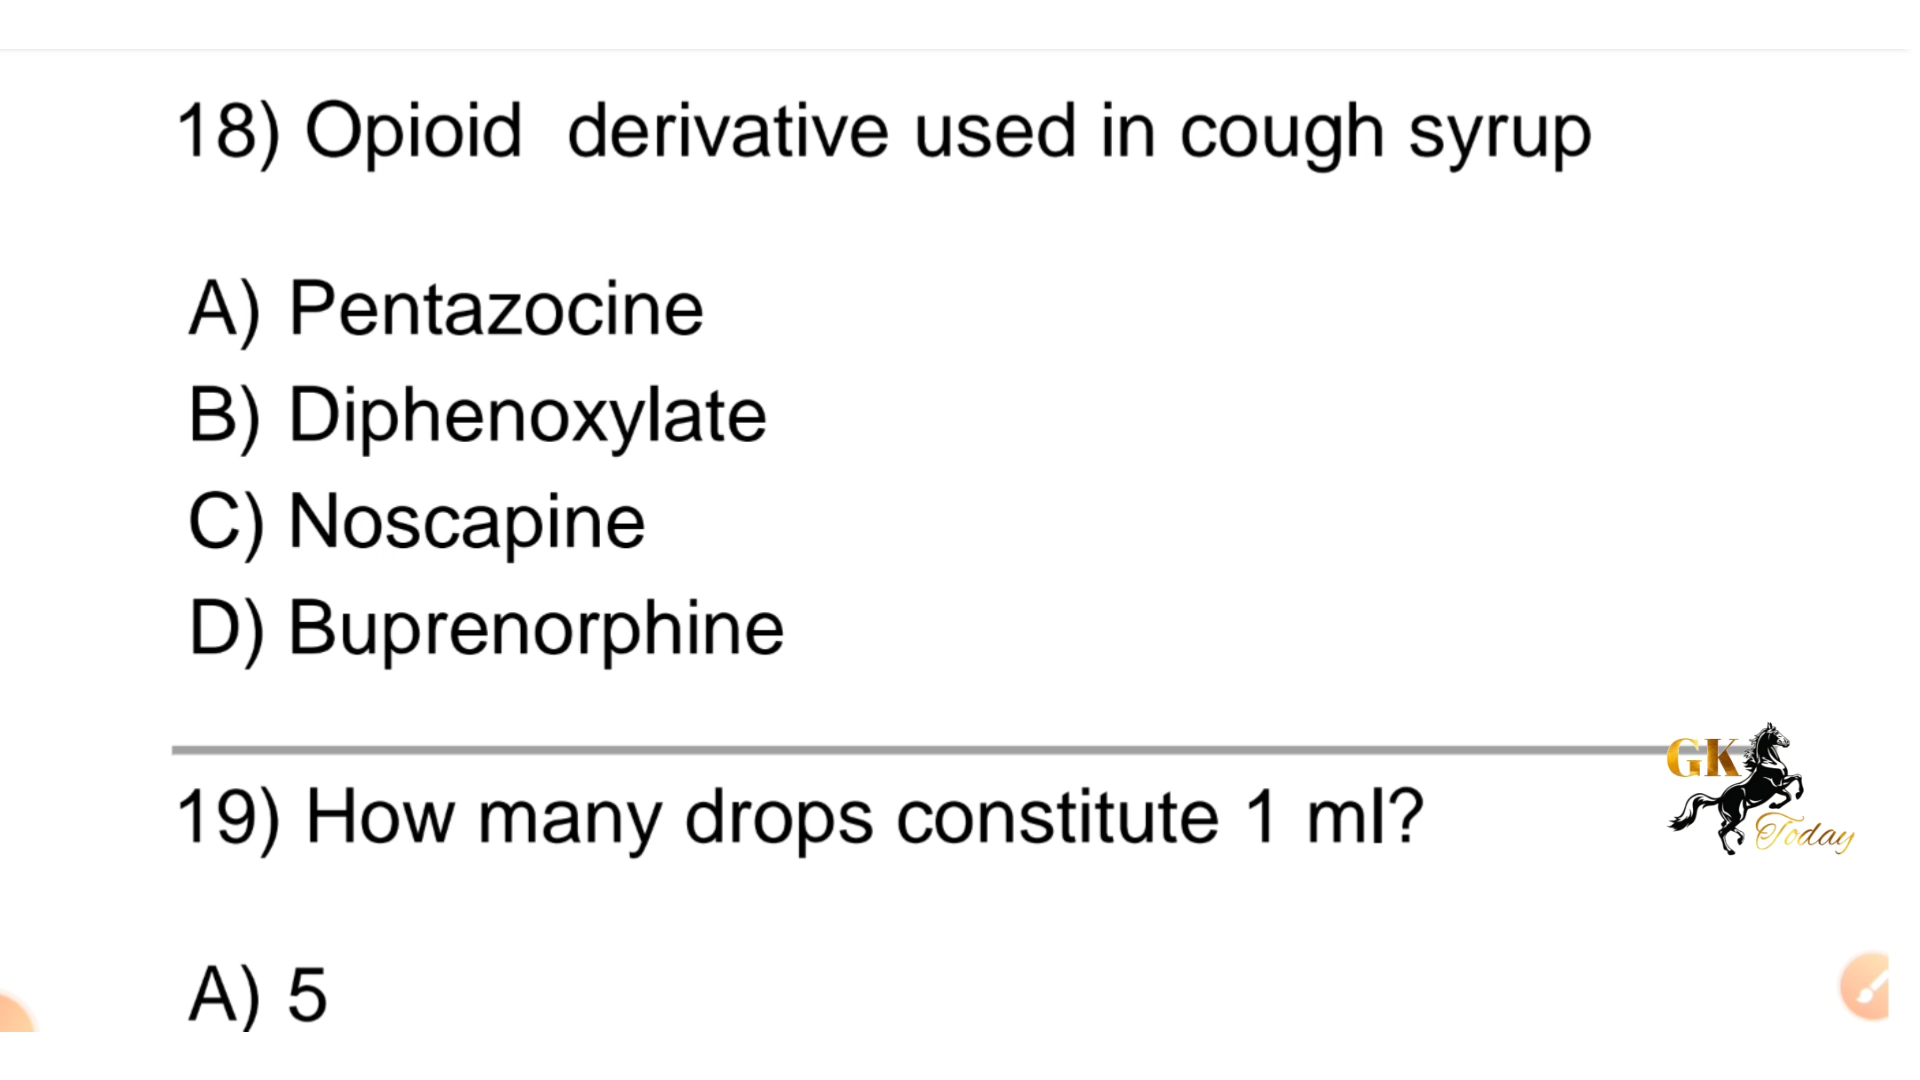 18) Opioid derivative used in cough syrup
A) Pentazocine
B) Diphenoxylate
C) Noscapine
D) Buprenorphine
GK
Today
19) How many drops constitute 1 ml?
A) 5